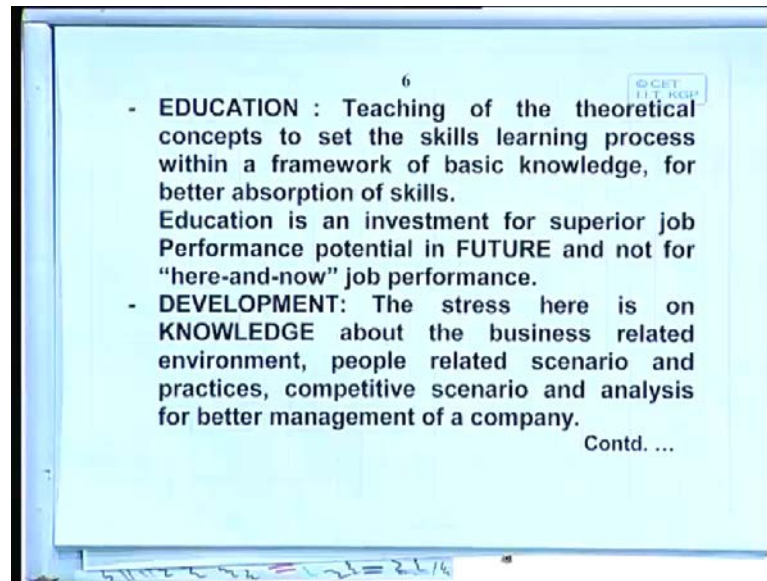 6
© CET
I.I.T. KGP
- EDUCATION : Teaching of the theoretical
concepts to set the skills learning process
within a framework of basic knowledge, for
better absorption of skills.
Education is an investment for superior job
Performance potential in FUTURE and not for
“here-and-now” job performance.
- DEVELOPMENT: The stress here is on
KNOWLEDGE about the business related
environment, people related scenario and
practices, competitive scenario and analysis
for better management of a company.
Contd. ...